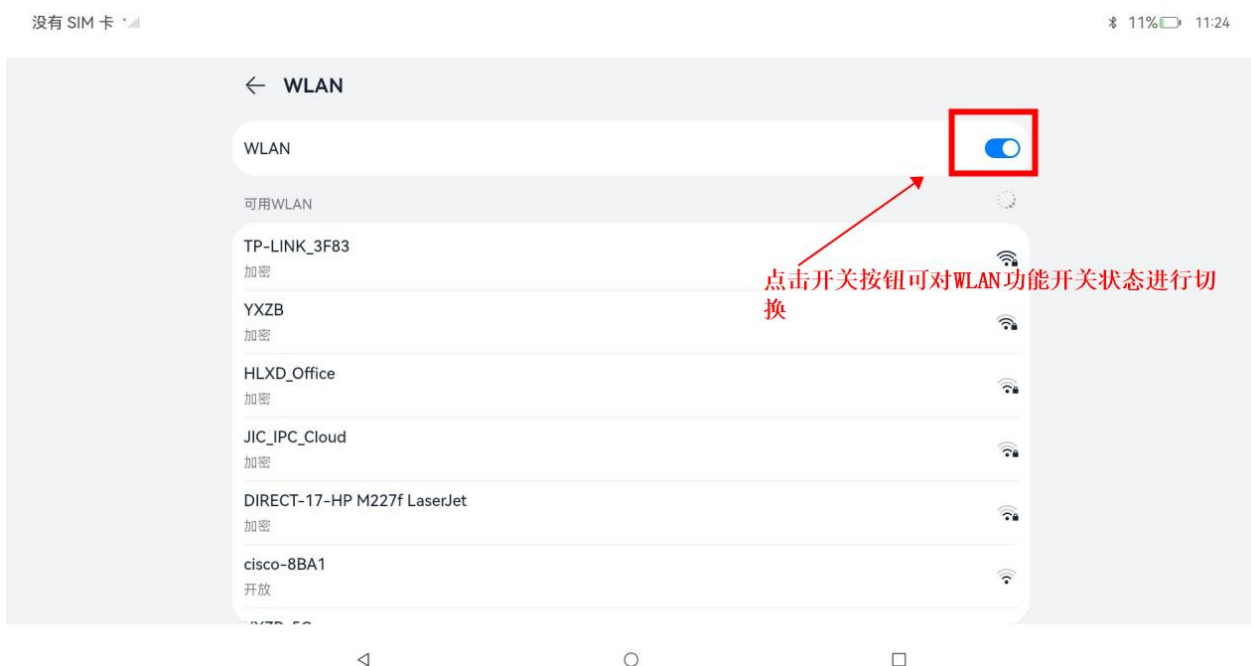 没有 SIM 卡
11% 11:24
WLAN
WLAN
可用WLAN
TP-LINK_3F83
加密
点击开关按钮可对WLAN功能开关状态进行切
换
YXZB
加密
HLXD_Office
加密
JIC_IPC_Cloud
加密
DIRECT-17-HP M227f LaserJet
加密
cisco-8BA1
开放